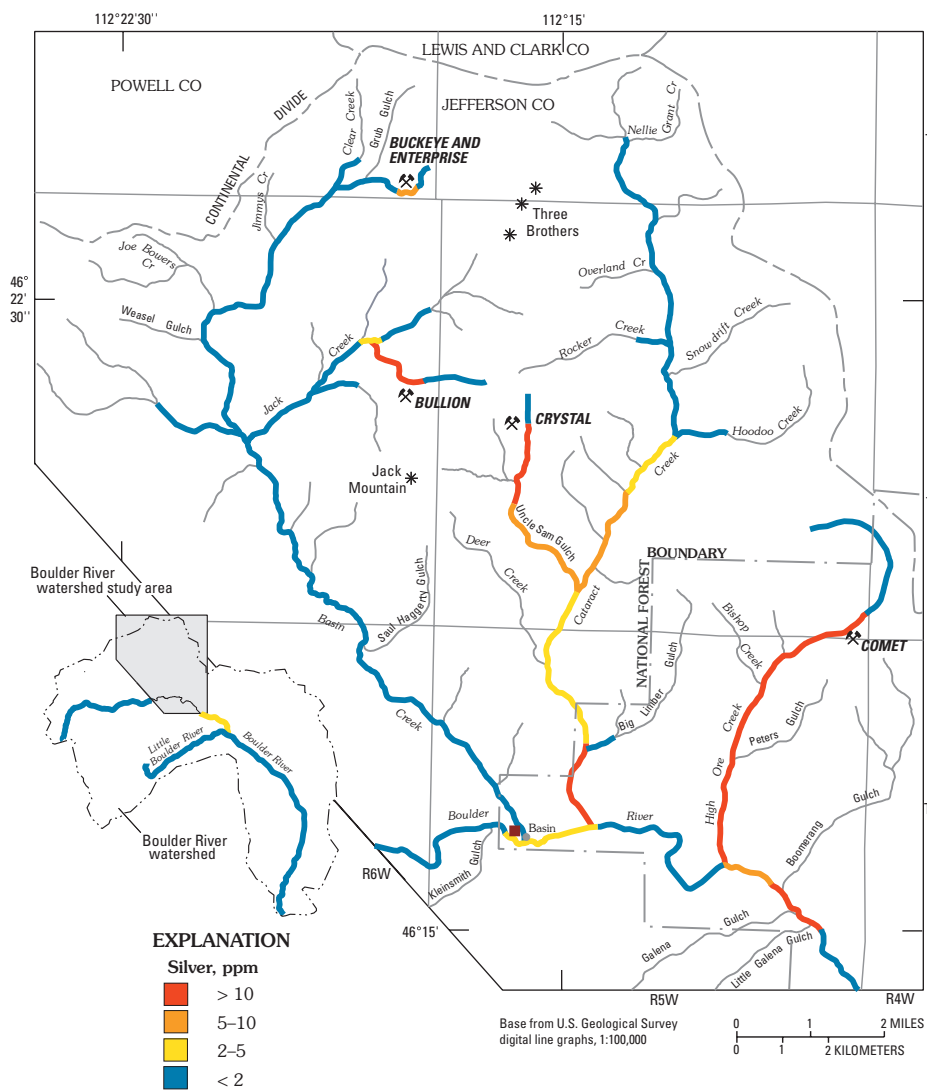 112°22'30"
112°15'
LEWIS AND CLARK CO
POWELL CO
JEFFERSON CO
CONTINENTAL
DIVIDE
Clear Creek
Grub Gulch
BUCKEYE AND
ENTERPRISE
Nellie
Grant Cr
Jimmys Cr
Three
Brothers
Joe Bowers
Cr
46°
22'
30"
Weasel Gulch
Overland Cr
Snowdrift Creek
Rocker
Creek
Jack
Creek
BULLION
CRYSTAL
Hoodoo
Creek
Jack
Mountain
Creek
Uncle Sam Gulch
Deer
Creek
Cataract
NATIONAL FOREST
BOUNDARY
Boulder River
watershed study area
Basin
Saul Haggerty Gulch
Bishop
Creek
COMET
Big Limber
Gulch
Creek
Peters Gulch
High
Ore
Creek
Little
Boulder River
Boulder River
Boulder River
watershed
Boulder
Basin
River
Boomerang
Gulch
Kleinsmith
Gulch
R6W
46°15'
Galena
Gulch
Little Galena Gulch
R5W
R4W
EXPLANATION
Silver, ppm
> 10
5–10
2–5
< 2
Base from U.S. Geological Survey
digital line graphs, 1:100,000
0 1 2 MILES
0 1 2 KILOMETERS